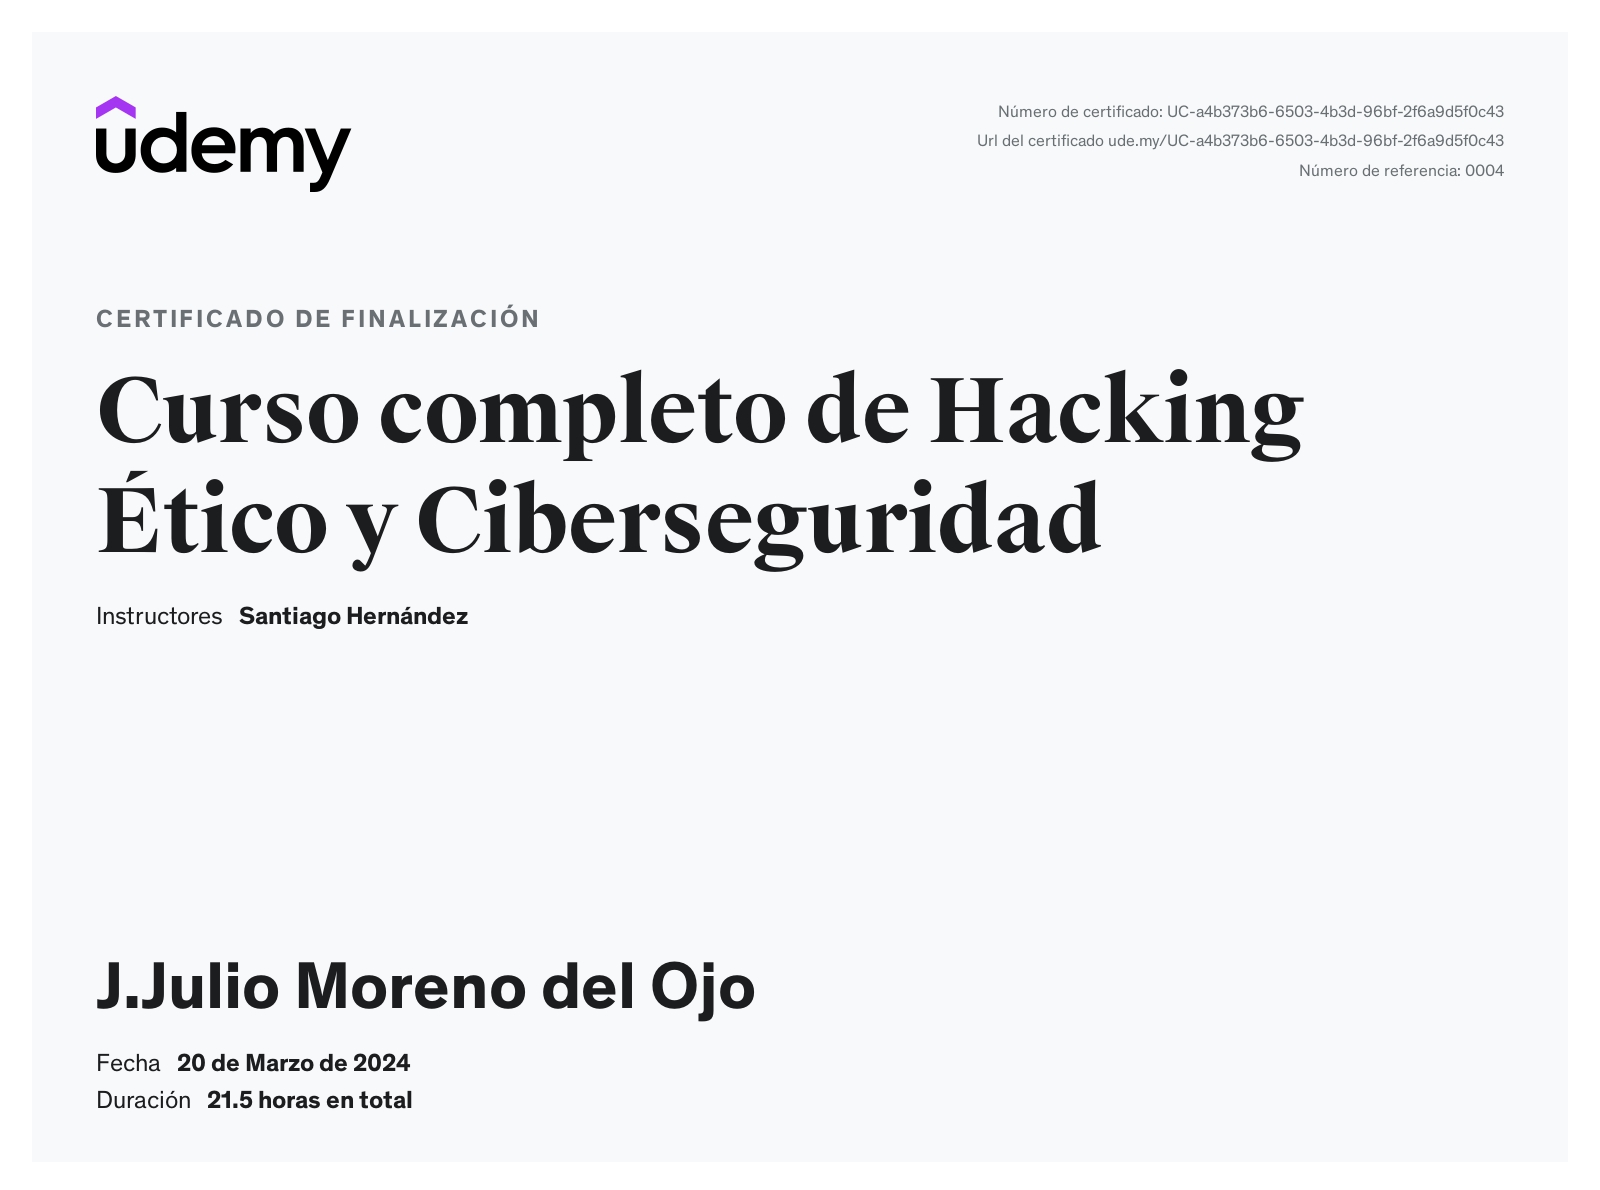 udemy
Número de certificado: UC-a4b373b6-6503-4b3d-96bf-2f6a9d5f0c43
Url del certificado ude.my/UC-a4b373b6-6503-4b3d-96bf-2f6a9d5f0c43
Número de referencia: 0004
CERTIFICADO DE FINALIZACIÓN
Curso completo de Hacking
Ético y Ciberseguridad
Instructores Santiago Hernández
J.Julio Moreno del Ojo
Fecha 20 de Marzo de 2024
Duración 21.5 horas en total